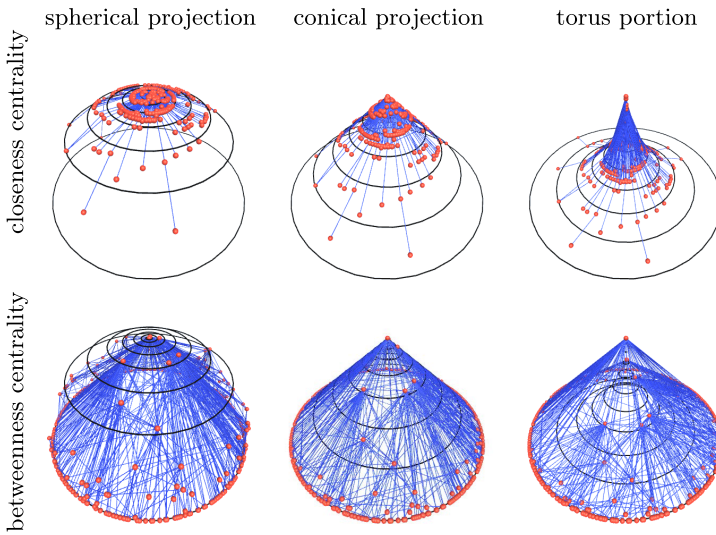 spherical projection
conical projection
torus portion
closeness centrality
betweenness centrality